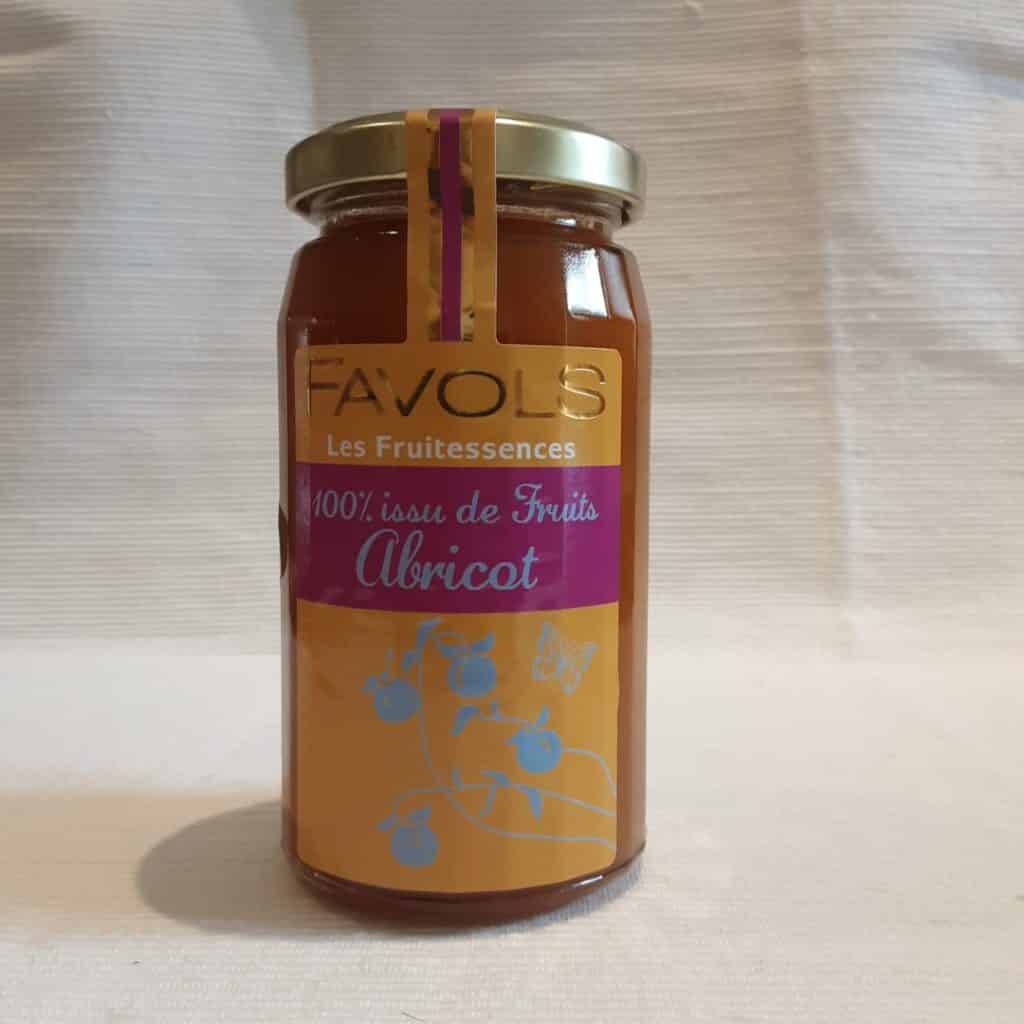 FAVOLS
Les Fruitessences
100% issu de Fruits
Abricot